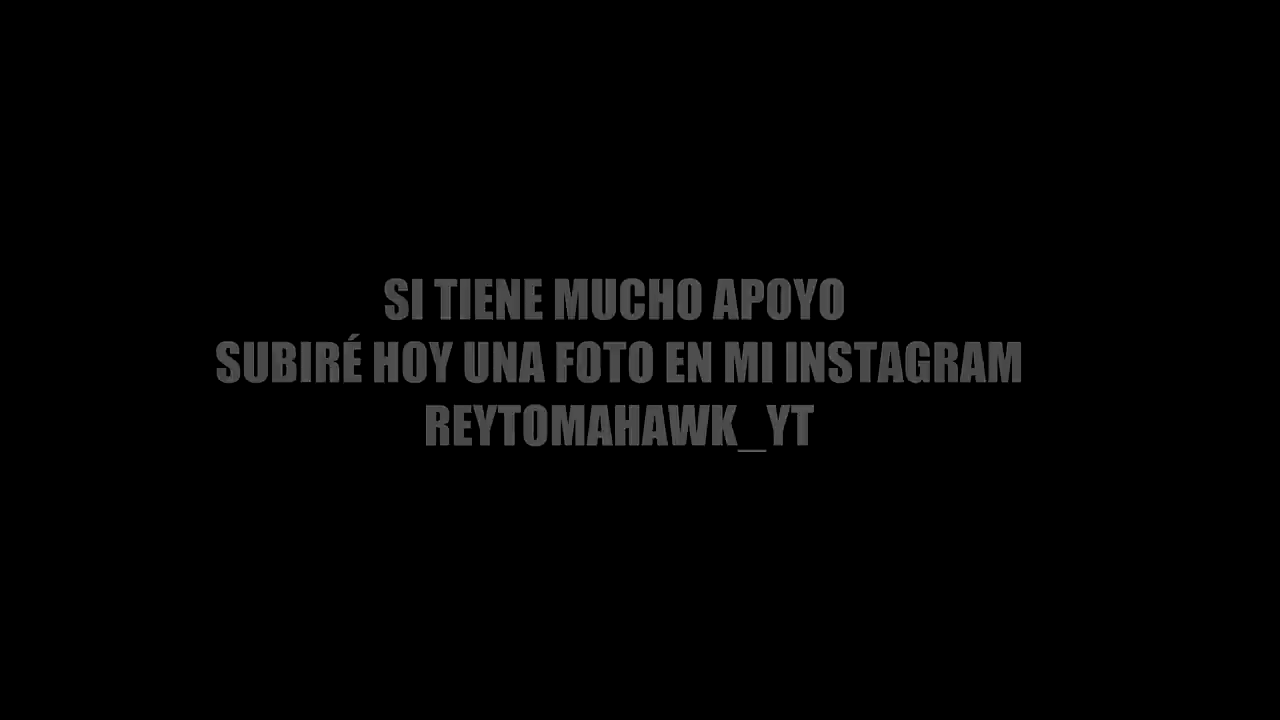 SI TIENE MUCHO APOYO
SUBIRÉ HOY UNA FOTO EN MI INSTAGRAM
REYTOMAHAWK_YT